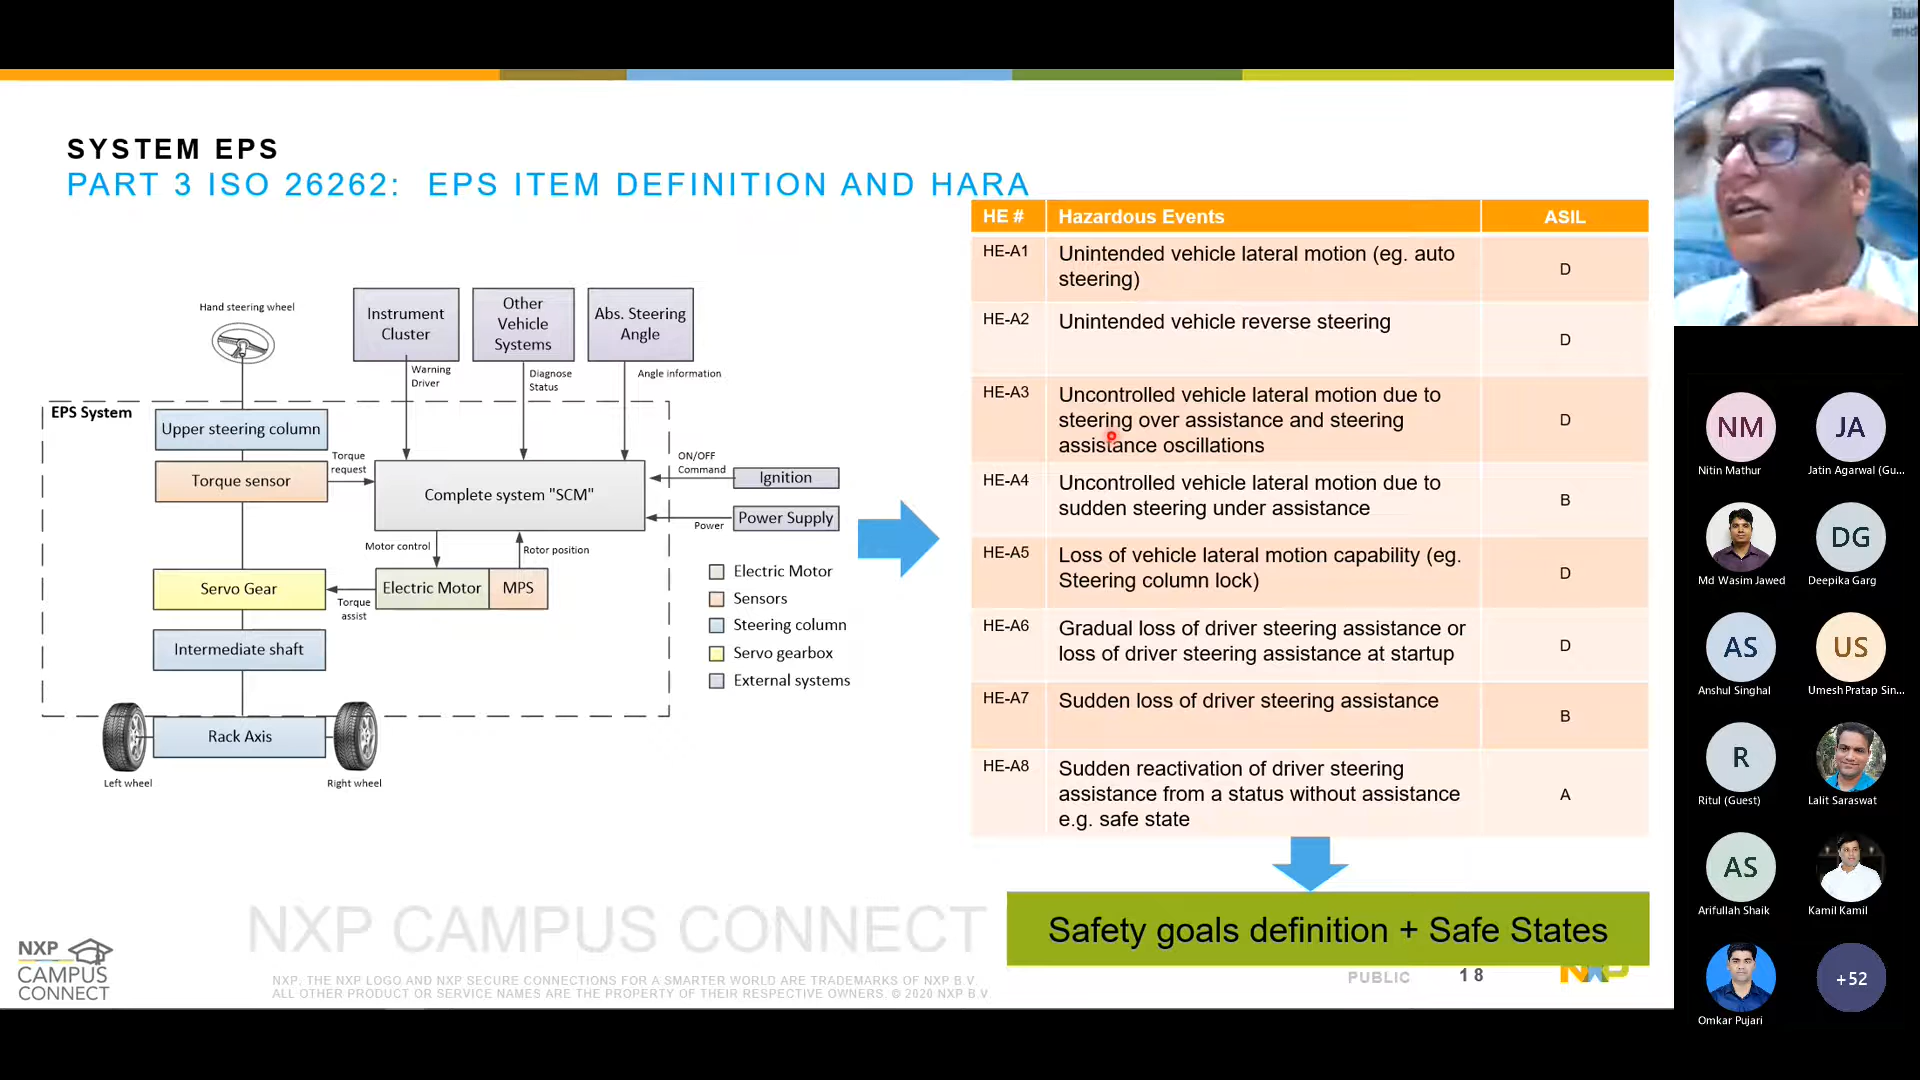 SYSTEM EPS
PART 3 ISO 26262: EPS ITEM DEFINITION AND HARA
Hand steering wheel
Instrument
Cluster
Other
Vehicle
Systems
Abs. Steering
Angle
Warning
Driver
Diagnose
Status
Angle information
EPS System
Upper steering column
Torque
request
Torque sensor
Complete system "SCM"
ON/OFF
Command
Ignition
Power
Power Supply
Motor control
Rotor position
Servo Gear
Torque
assist
Electric Motor
MPS
Intermediate shaft
Rack Axis
Left wheel
Right wheel
Electric Motor
Sensors
Steering column
Servo gearbox
External systems
HE # Hazardous Events ASIL
HE-A1 Unintended vehicle lateral motion (eg. auto
steering) D
HE-A2 Unintended vehicle reverse steering D
HE-A3 Uncontrolled vehicle lateral motion due to
steering over assistance and steering D
assistance oscillations
HE-A4 Uncontrolled vehicle lateral motion due to
sudden steering under assistance B
HE-A5 Loss of vehicle lateral motion capability (eg.
Steering column lock) D
HE-A6 Gradual loss of driver steering assistance or
loss of driver steering assistance at startup D
HE-A7 Sudden loss of driver steering assistance B
HE-A8 Sudden reactivation of driver steering
assistance from a status without assistance A
e.g. safe state
Safety goals definition + Safe States
NXP CAMPUS CONNECT
NXP
CAMPUS
CONNECT
NXP, THE NXP LOGO AND NXP SECURE CONNECTIONS FOR A SMARTER WORLD ARE TRADEMARKS OF NXP B.V.
ALL OTHER PRODUCT OR SERVICE NAMES ARE THE PROPERTY OF THEIR RESPECTIVE OWNERS. © 2020 NXP B.V.
PUBLIC
18
NXP
NM
Nitin Mathur
JA
Jatin Agarwal (Gu...
Md Wasim Jawed
DG
Deepika Garg
AS
Anshul Singhal
US
Umesh Pratap Sin...
R
Ritul (Guest)
Lalit Saraswat
AS
Arifullah Shaik
Kamil Kamil
Omkar Pujari
+52